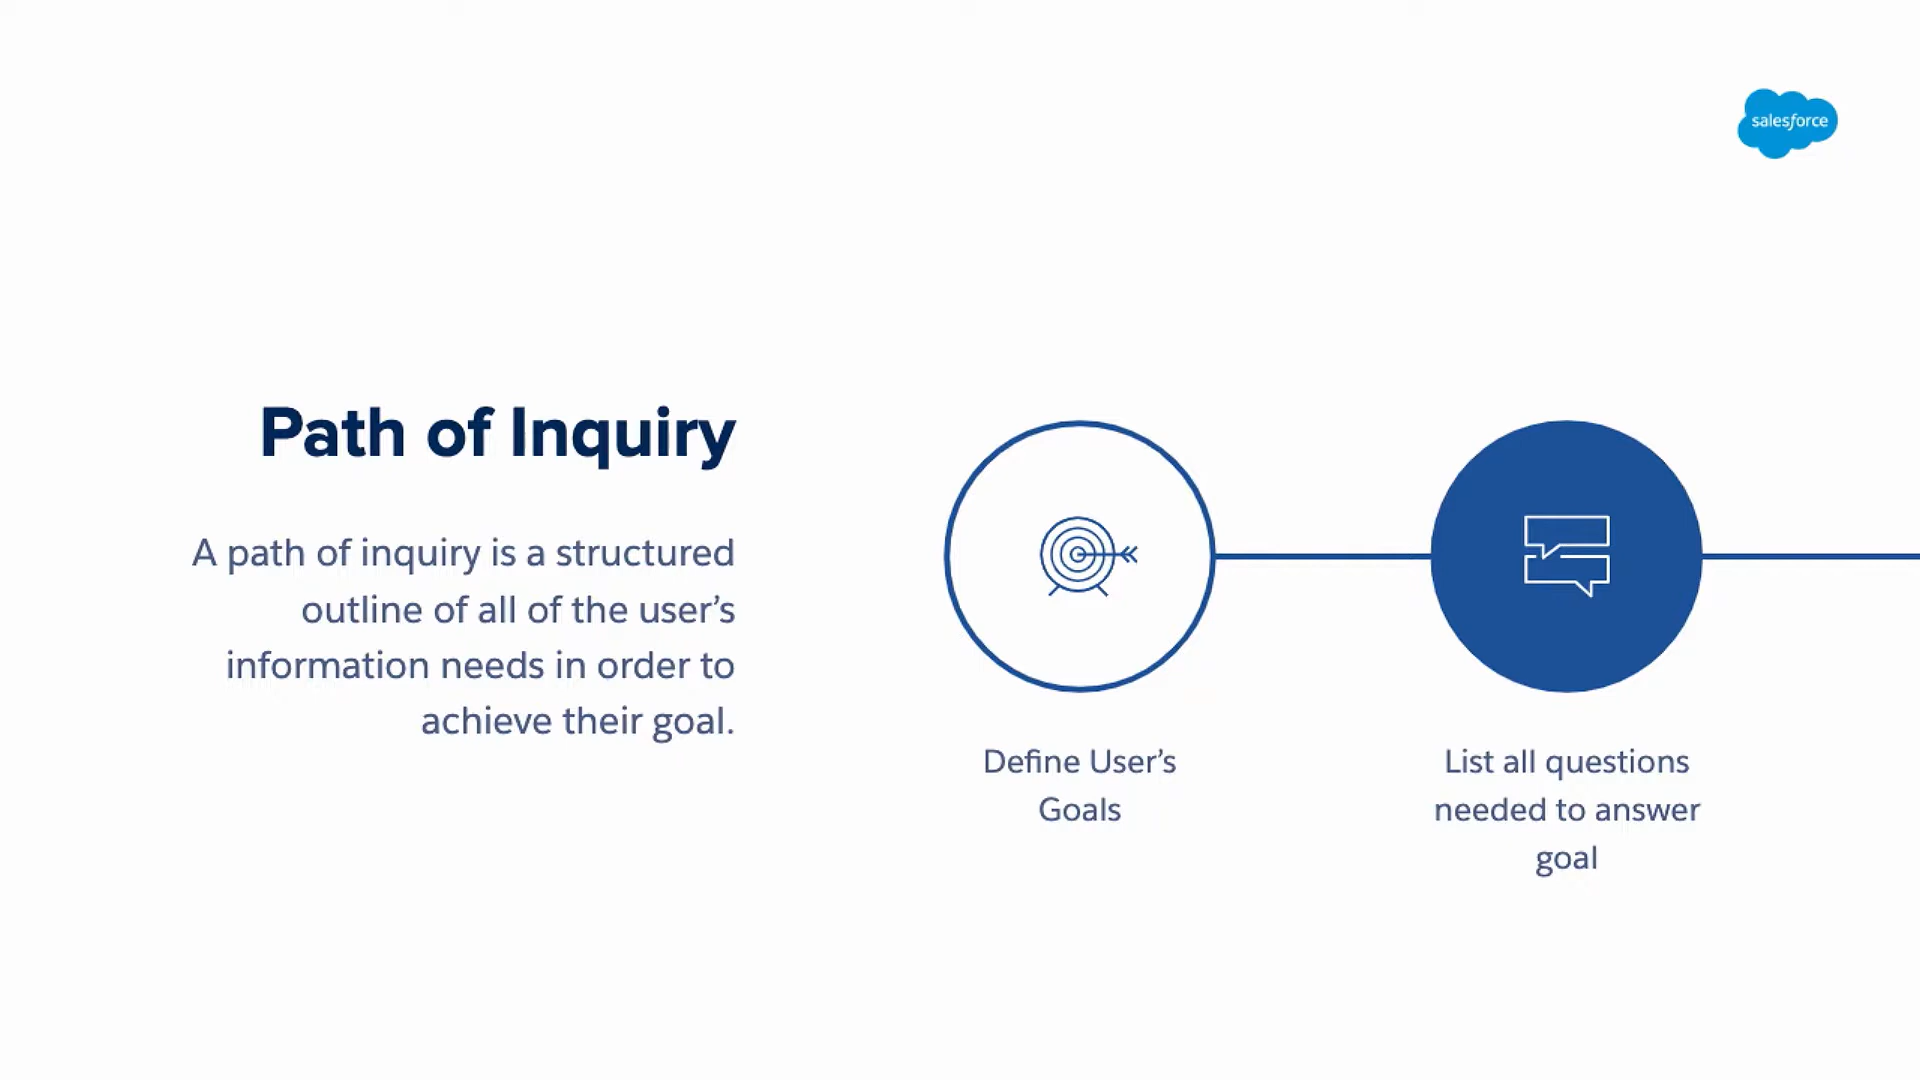 salesforce
Path of Inquiry
A path of inquiry is a structured
outline of all of the user’s
information needs in order to
achieve their goal.
Define User’s
Goals
List all questions
needed to answer
goal